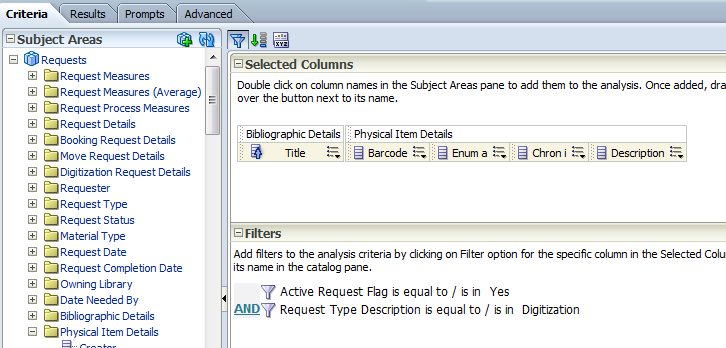 Criteria Results Prompts Advanced
Subject Areas
Requests
Request Measures
Request Measures (Average)
Request Process Measures
Request Details
Booking Request Details
Move Request Details
Digitization Request Details
Requester
Request Type
Request Status
Material Type
Request Date
Request Completion Date
Owning Library
Date Needed By
Bibliographic Details
Physical Item Details
XYZ
Selected Columns
Double click on column names in the Subject Areas pane to add them to the analysis. Once added, dra
over the button next to its name.
Bibliographic Details Physical Item Details
Title Barcode Enum a Chron i Description
Filters
Add filters to the analysis criteria by clicking on Filter option for the specific column in the Selected Colu
its name in the catalog pane.
Active Request Flag is equal to / is in Yes
AND Request Type Description is equal to / is in Digitization